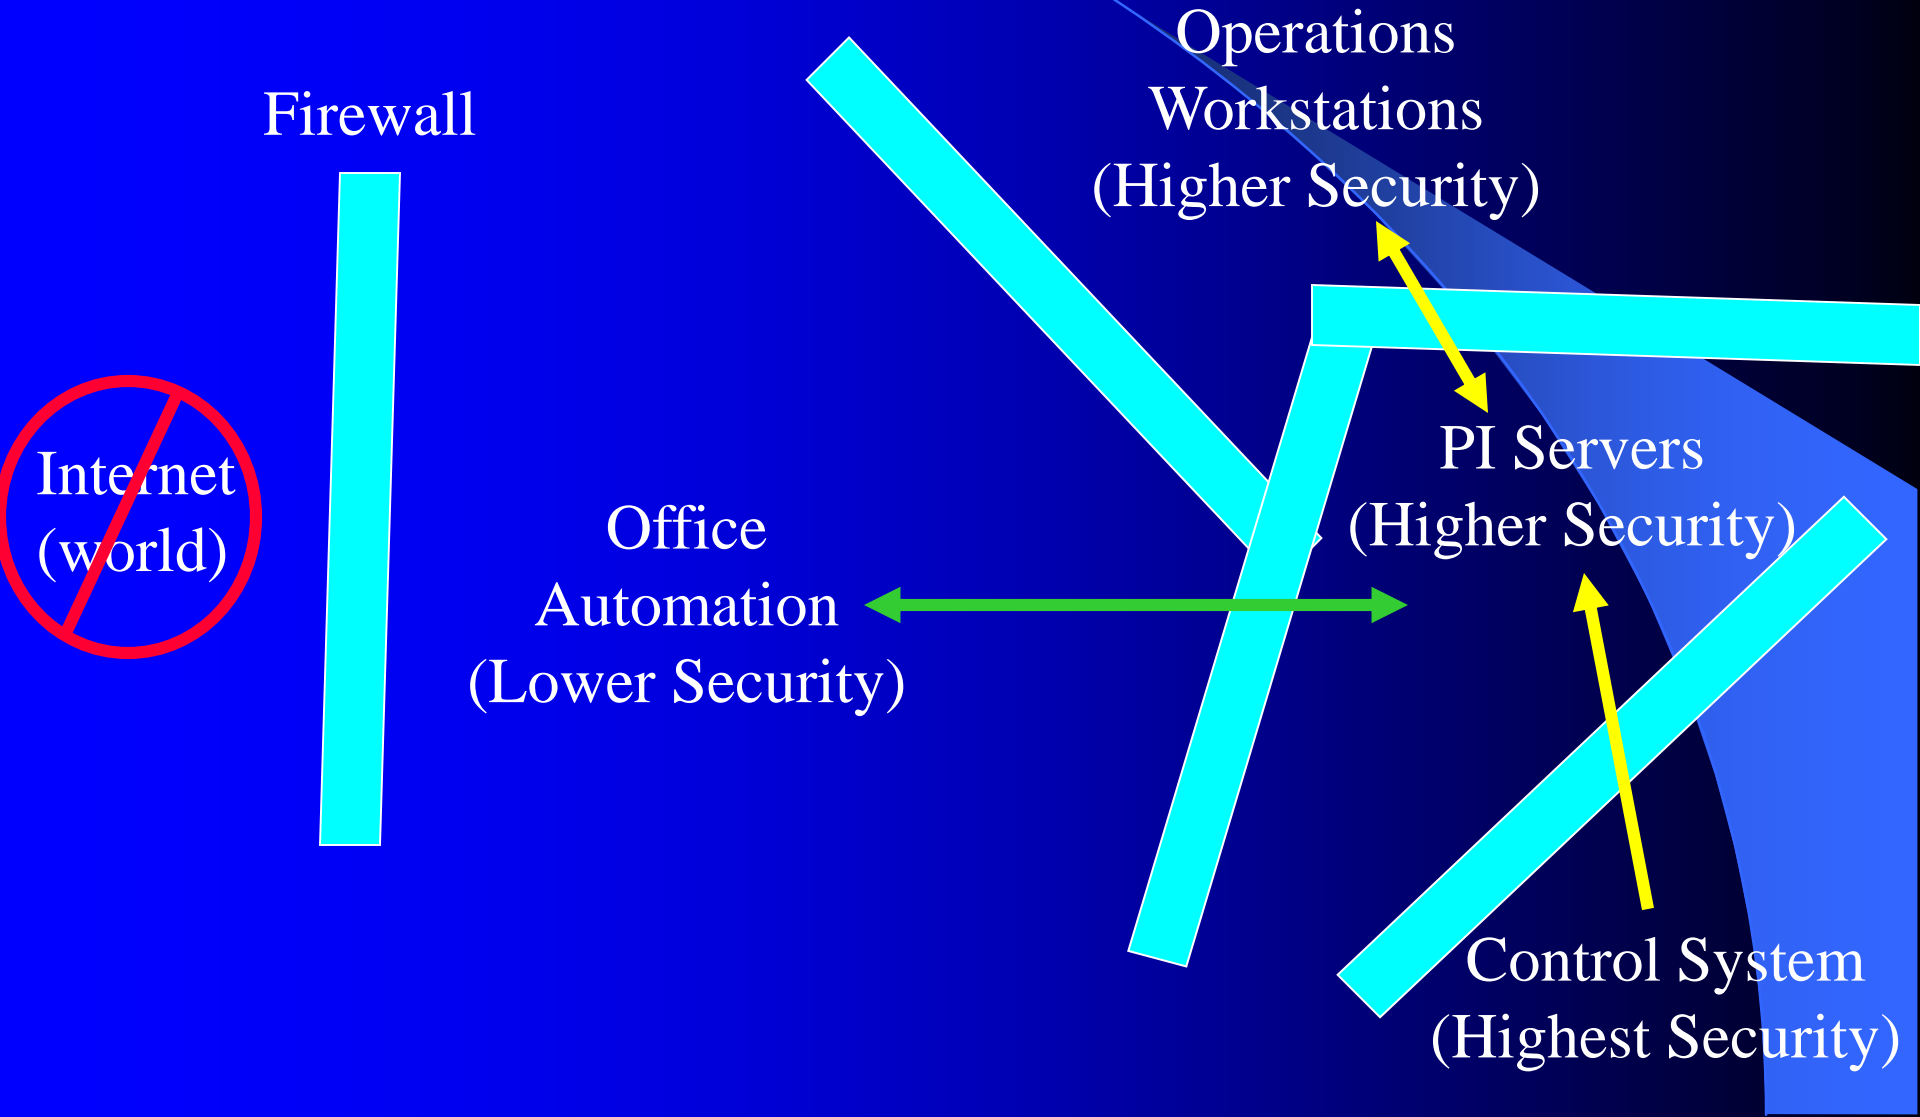 Firewall
Internet
(world)
Office
Automation
(Lower Security)
Operations
Workstations
(Higher Security)
PI Servers
(Higher Security)
Control System
(Highest Security)